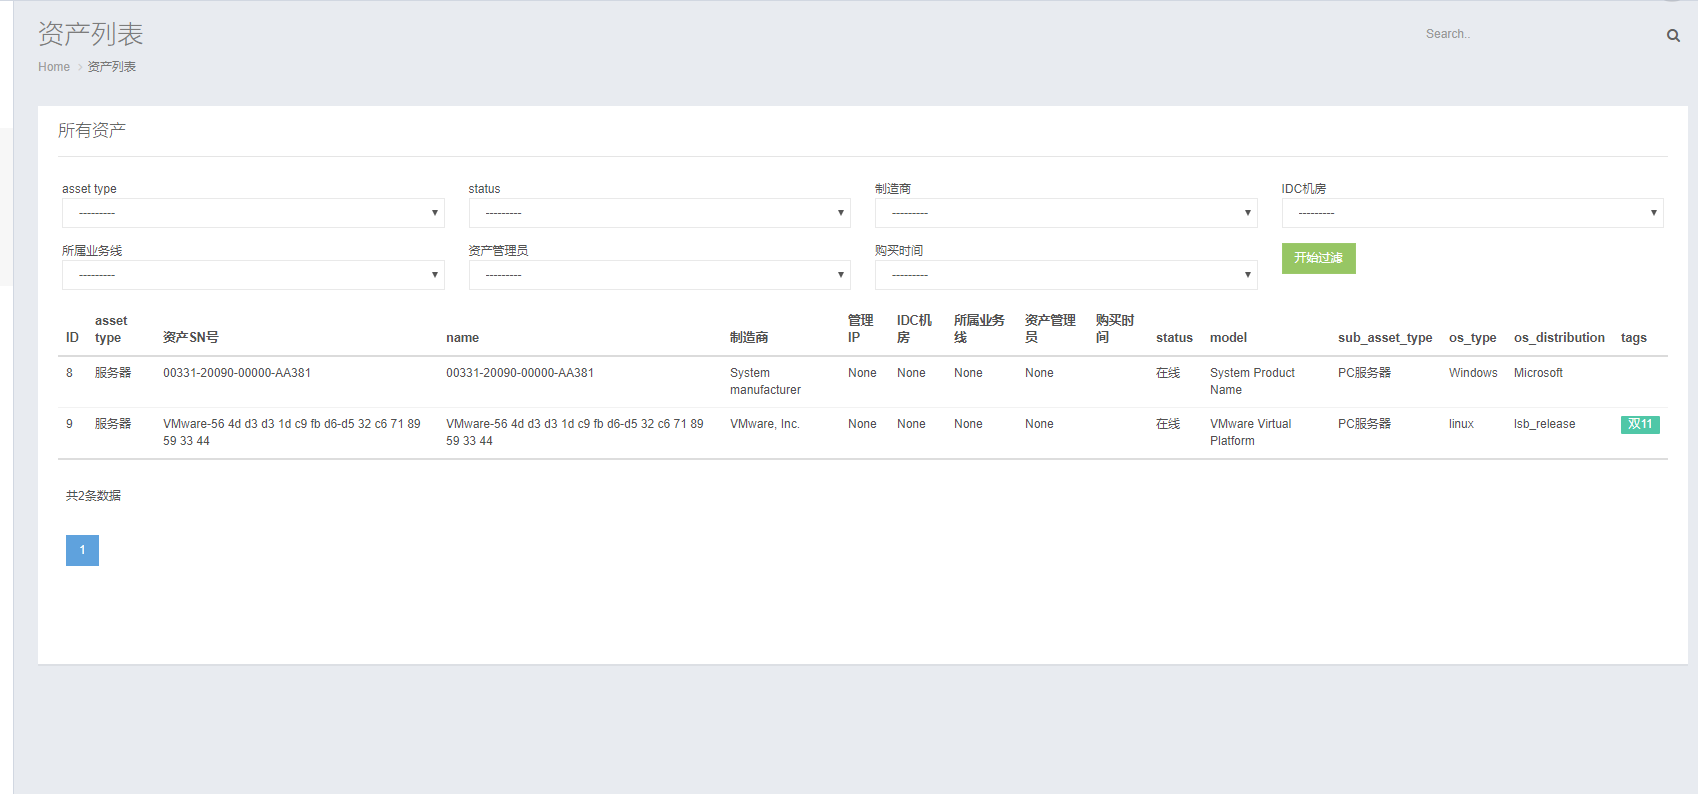 资产列表
Search..
Home > 资产列表
所有资产
asset type status 制造商 IDC机房
--------- --------- --------- ---------
所属业务线 资产管理员 购买时间
--------- --------- --------- 开始过滤
asset 管理 IDC机 所属业务 资产管理 购买时
ID type 资产SN号 name 制造商 IP 房 线 员 间 status model sub_asset_type os_type os_distribution tags
8 服务器 00331-20090-00000-AA381 00331-20090-00000-AA381 System None None None None 在线 System Product PC服务器 Windows Microsoft
manufacturer Name
9 服务器 VMware-56 4d d3 d3 1d c9 fb d6-d5 32 c6 71 89 VMware-56 4d d3 d3 1d c9 fb d6-d5 32 c6 71 89 VMware, Inc. None None None None 在线 VMware Virtual PC服务器 linux lsb_release 双11
59 33 44 59 33 44 Platform
共2条数据
1